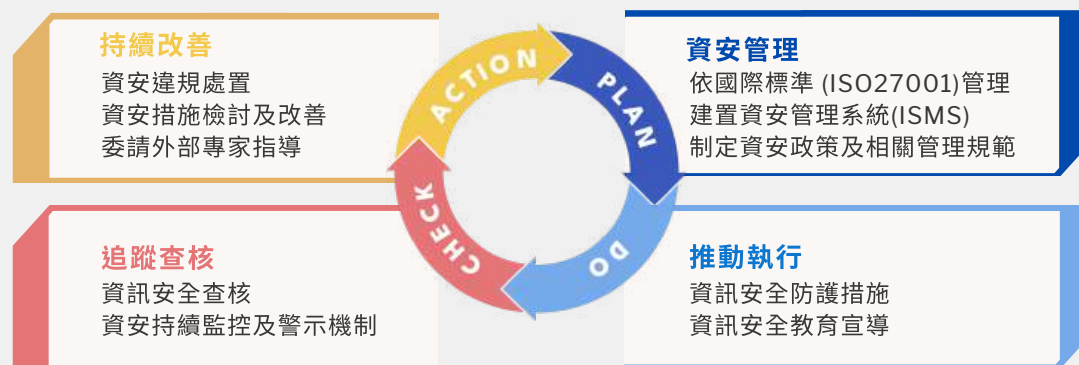 持續改善
資安違規處置
資安措施檢討及改善
委請外部專家指導
ACTION
PLAN
資安管理
依國際標準 (ISO27001)管理
建置資安管理系統(ISMS)
制定資安政策及相關管理規範
追蹤查核
資訊安全查核
資安持續監控及警示機制
CHECK
DO
推動執行
資訊安全防護措施
資訊安全教育宣導